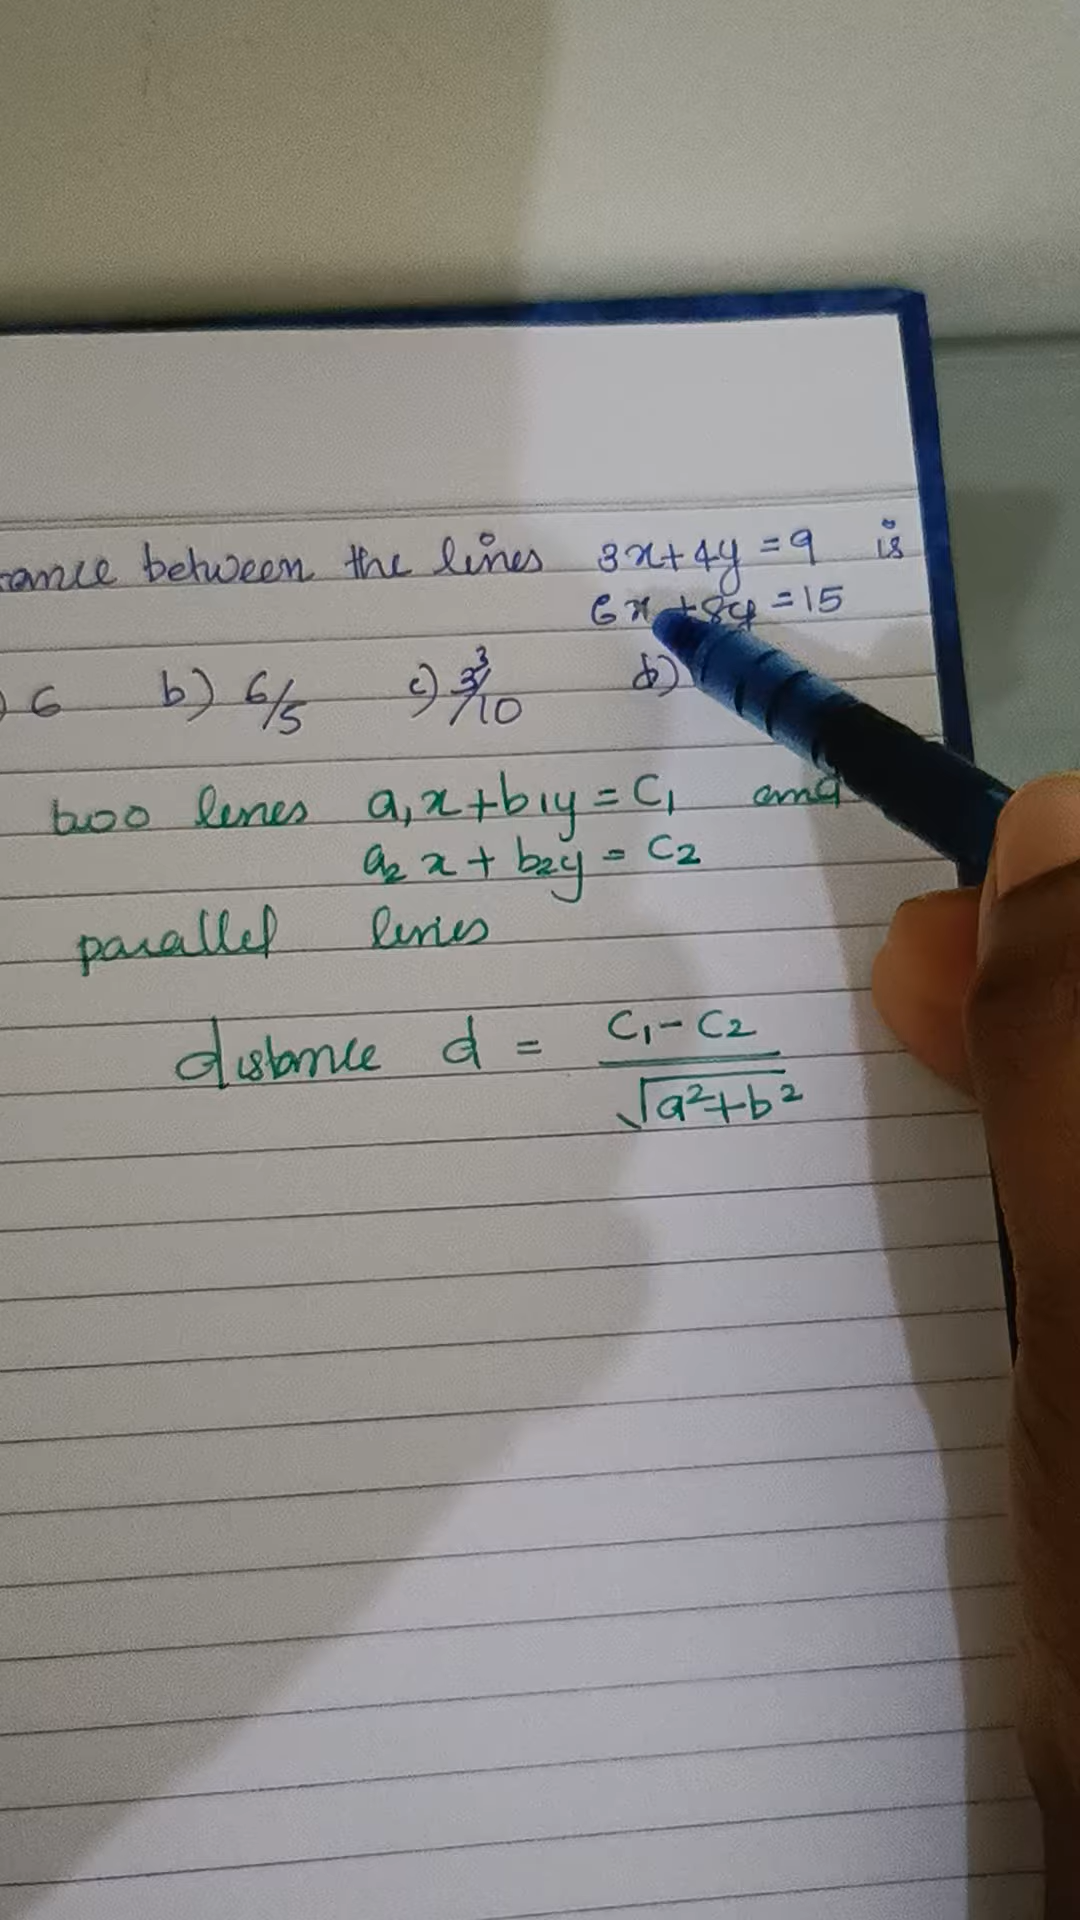 between the lines 3x+4y=9 is
6x+8y=15
) 6 b) 6/5 c) 3/10 d)
two lines a₁x+b₁y=C₁ and
a₂x+b₂y=C₂
parallel lines
distance d = C₁-C₂/√a²+b²